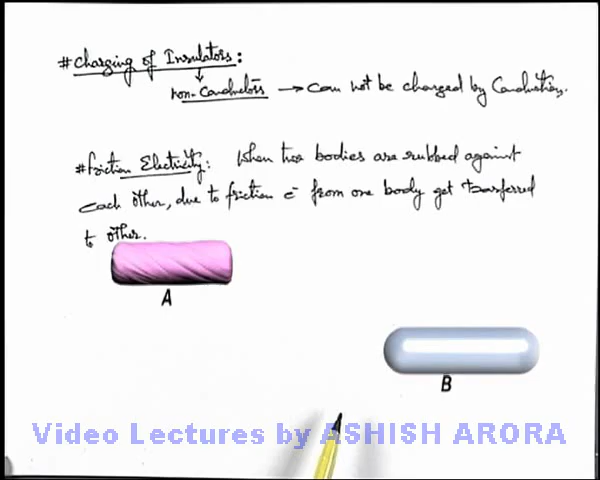 # Charging of Insulators:
non-Conductors → Can not be charged by Conduction.
# Friction Electricity: When two bodies are rubbed against
each other, due to friction e⁻ from one body get transferred
to other.
A
B
Video Lectures by ASHISH ARORA